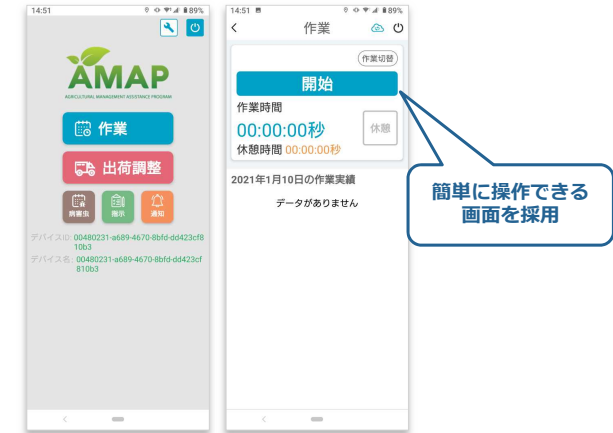 14:51
89%
AMAP
AGRICULTURAL MANAGEMENT ASSISTANCE PROGRAM
作業
出荷調整
病害虫
指示
通知
デバイスID: 00480231-a689-4670-8bfd-dd423cf8
10b3
デバイス名: 00480231-a689-4670-8bfd-dd423cf
810b3
14:51
89%
作業
作業切替
開始
作業時間
00:00:00秒
休憩時間 00:00:00秒
休憩
2021年1月10日の作業実績
データがありません
簡単に操作できる
画面を採用